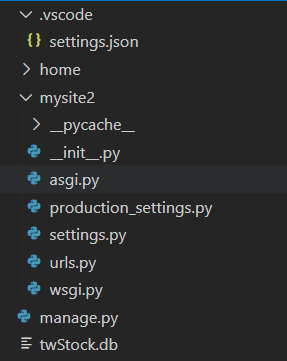 .vscode
{} settings.json
home
mysite2
__pycache__
__init__.py
asgi.py
production_settings.py
settings.py
urls.py
wsgi.py
manage.py
twStock.db